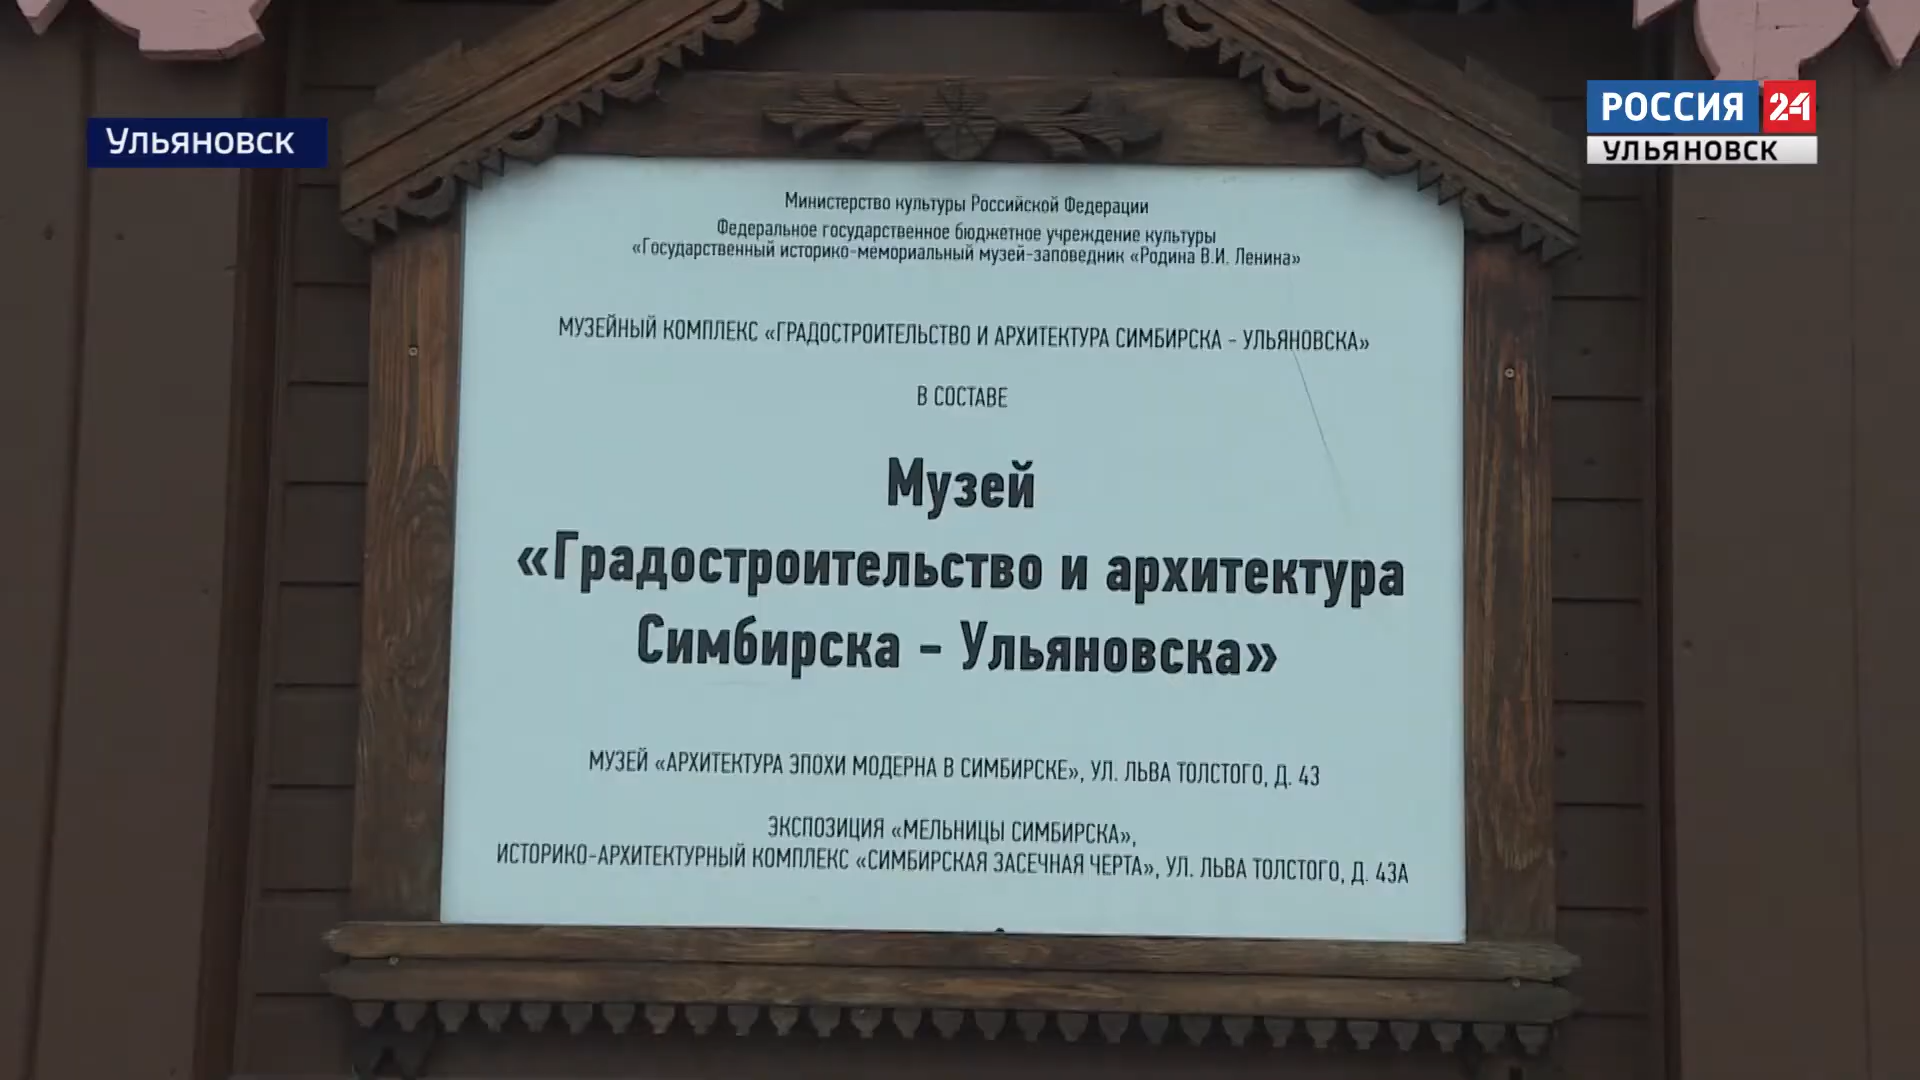 Ульяновск
РОССИЯ 24
УЛЬЯНОВСК
Министерство культуры Российской Федерации
Федеральное государственное бюджетное учреждение культуры
«Государственный историко-мемориальный музей-заповедник «Родина В.И. Ленина»
МУЗЕЙНЫЙ КОМПЛЕКС «ГРАДОСТРОИТЕЛЬСТВО И АРХИТЕКТУРА СИМБИРСКА - УЛЬЯНОВСКА»
В СОСТАВЕ
Музей
«Градостроительство и архитектура
Симбирска - Ульяновска»
МУЗЕЙ «АРХИТЕКТУРА ЭПОХИ МОДЕРНА В СИМБИРСКЕ», УЛ. ЛЬВА ТОЛСТОГО, Д. 43
ЭКСПОЗИЦИЯ «МЕЛЬНИЦЫ СИМБИРСКА»,
ИСТОРИКО-АРХИТЕКТУРНЫЙ КОМПЛЕКС «СИМБИРСКАЯ ЗАСЕЧНАЯ ЧЕРТА», УЛ. ЛЬВА ТОЛСТОГО, Д. 43А